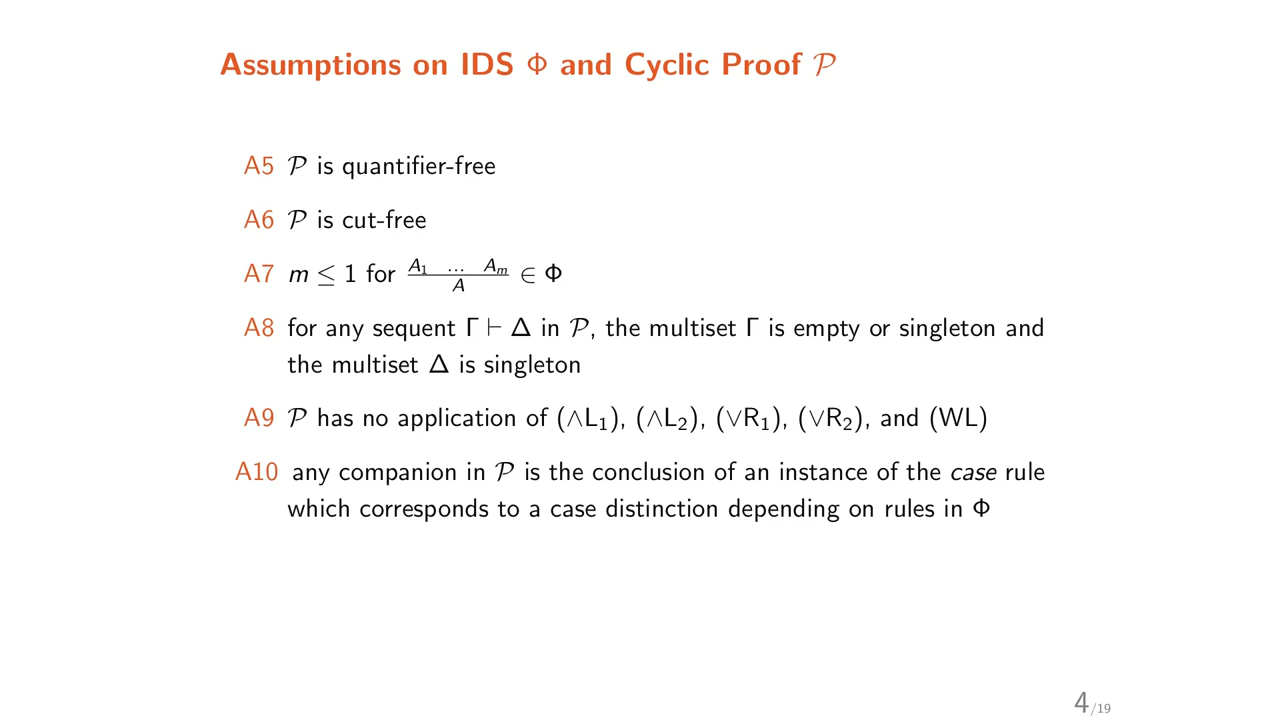 Assumptions on IDS Φ and Cyclic Proof 𝒫
A5 𝒫 is quantifier-free
A6 𝒫 is cut-free
A7 m ≤ 1 for A₁ ... Aₘ / A ∈ Φ
A8 for any sequent Γ ⊢ Δ in 𝒫, the multiset Γ is empty or singleton and
the multiset Δ is singleton
A9 𝒫 has no application of (∧L₁), (∧L₂), (∨R₁), (∨R₂), and (WL)
A10 any companion in 𝒫 is the conclusion of an instance of the case rule
which corresponds to a case distinction depending on rules in Φ
4/19